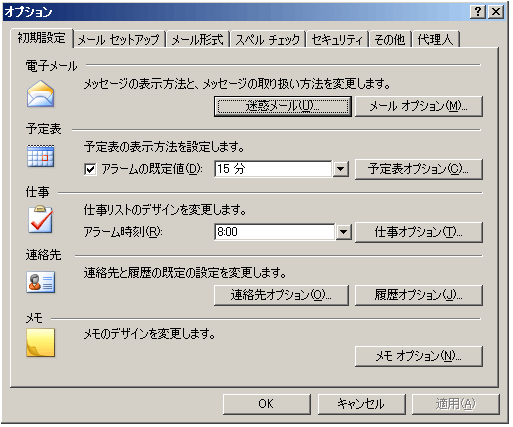 オプション
初期設定 メール セットアップ メール形式 スペル チェック セキュリティ その他 代理人
電子メール
メッセージの表示方法と、メッセージの取り扱い方法を変更します。
迷惑メール(U)... メール オプション(M)...
予定表
予定表の表示方法を設定します。
アラームの既定値(D): 15 分 予定表オプション(C)...
仕事
仕事リストのデザインを変更します。
アラーム時刻(R): 8:00 仕事オプション(T)...
連絡先
連絡先と履歴の既定の設定を変更します。
連絡先オプション(O)... 履歴オプション(J)...
メモ
メモのデザインを変更します。
メモ オプション(N)...
OK キャンセル 適用(A)